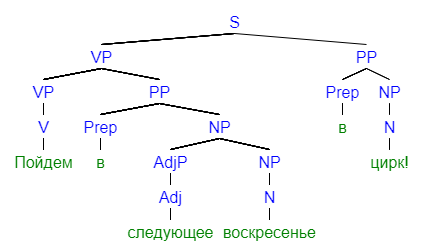 S
VP PP
VP PP Prep NP
V Prep NP в N
Пойдем в AdjP NP цирк!
Adj N
следующее воскресенье